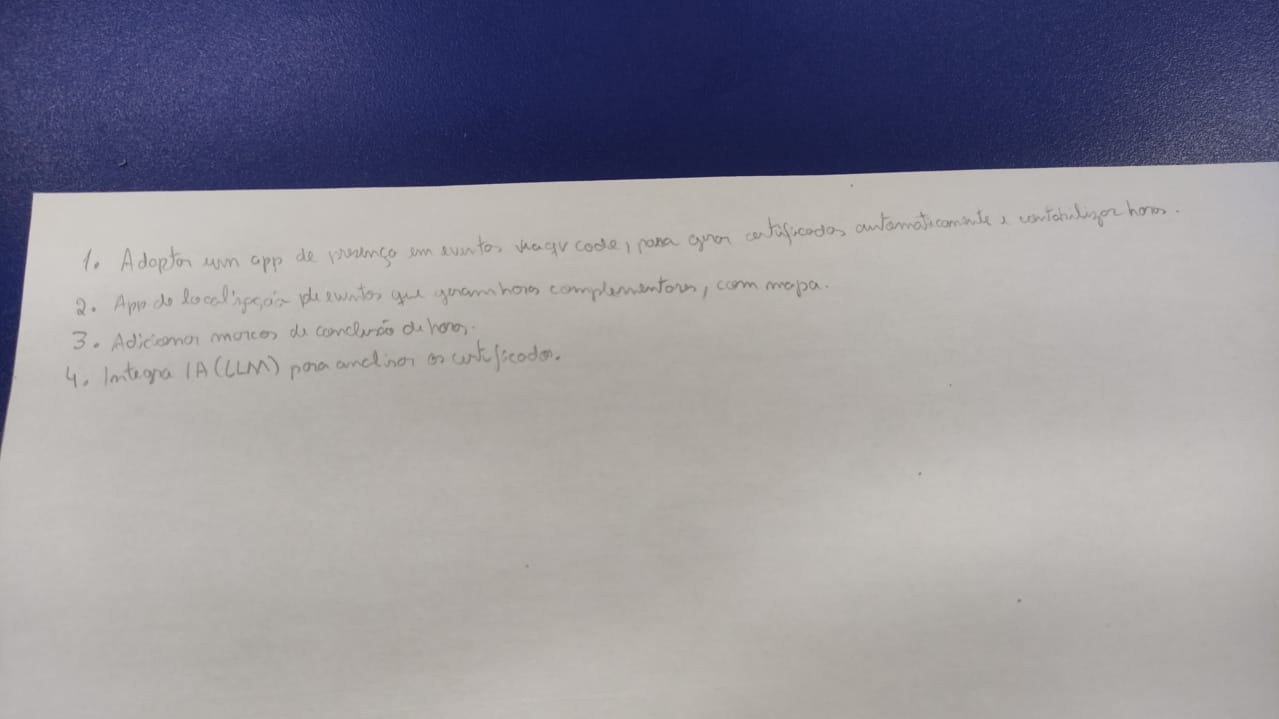 1. Adaptar um app de presença em eventos via qr code, para gerar certificados automaticamente e contabilizar horas.
2. App de localização de eventos que geram horas complementares, com mapa.
3. Adicionar marcos de conclusão de horas.
4. Integra IA (LLM) para analisar os certificados.